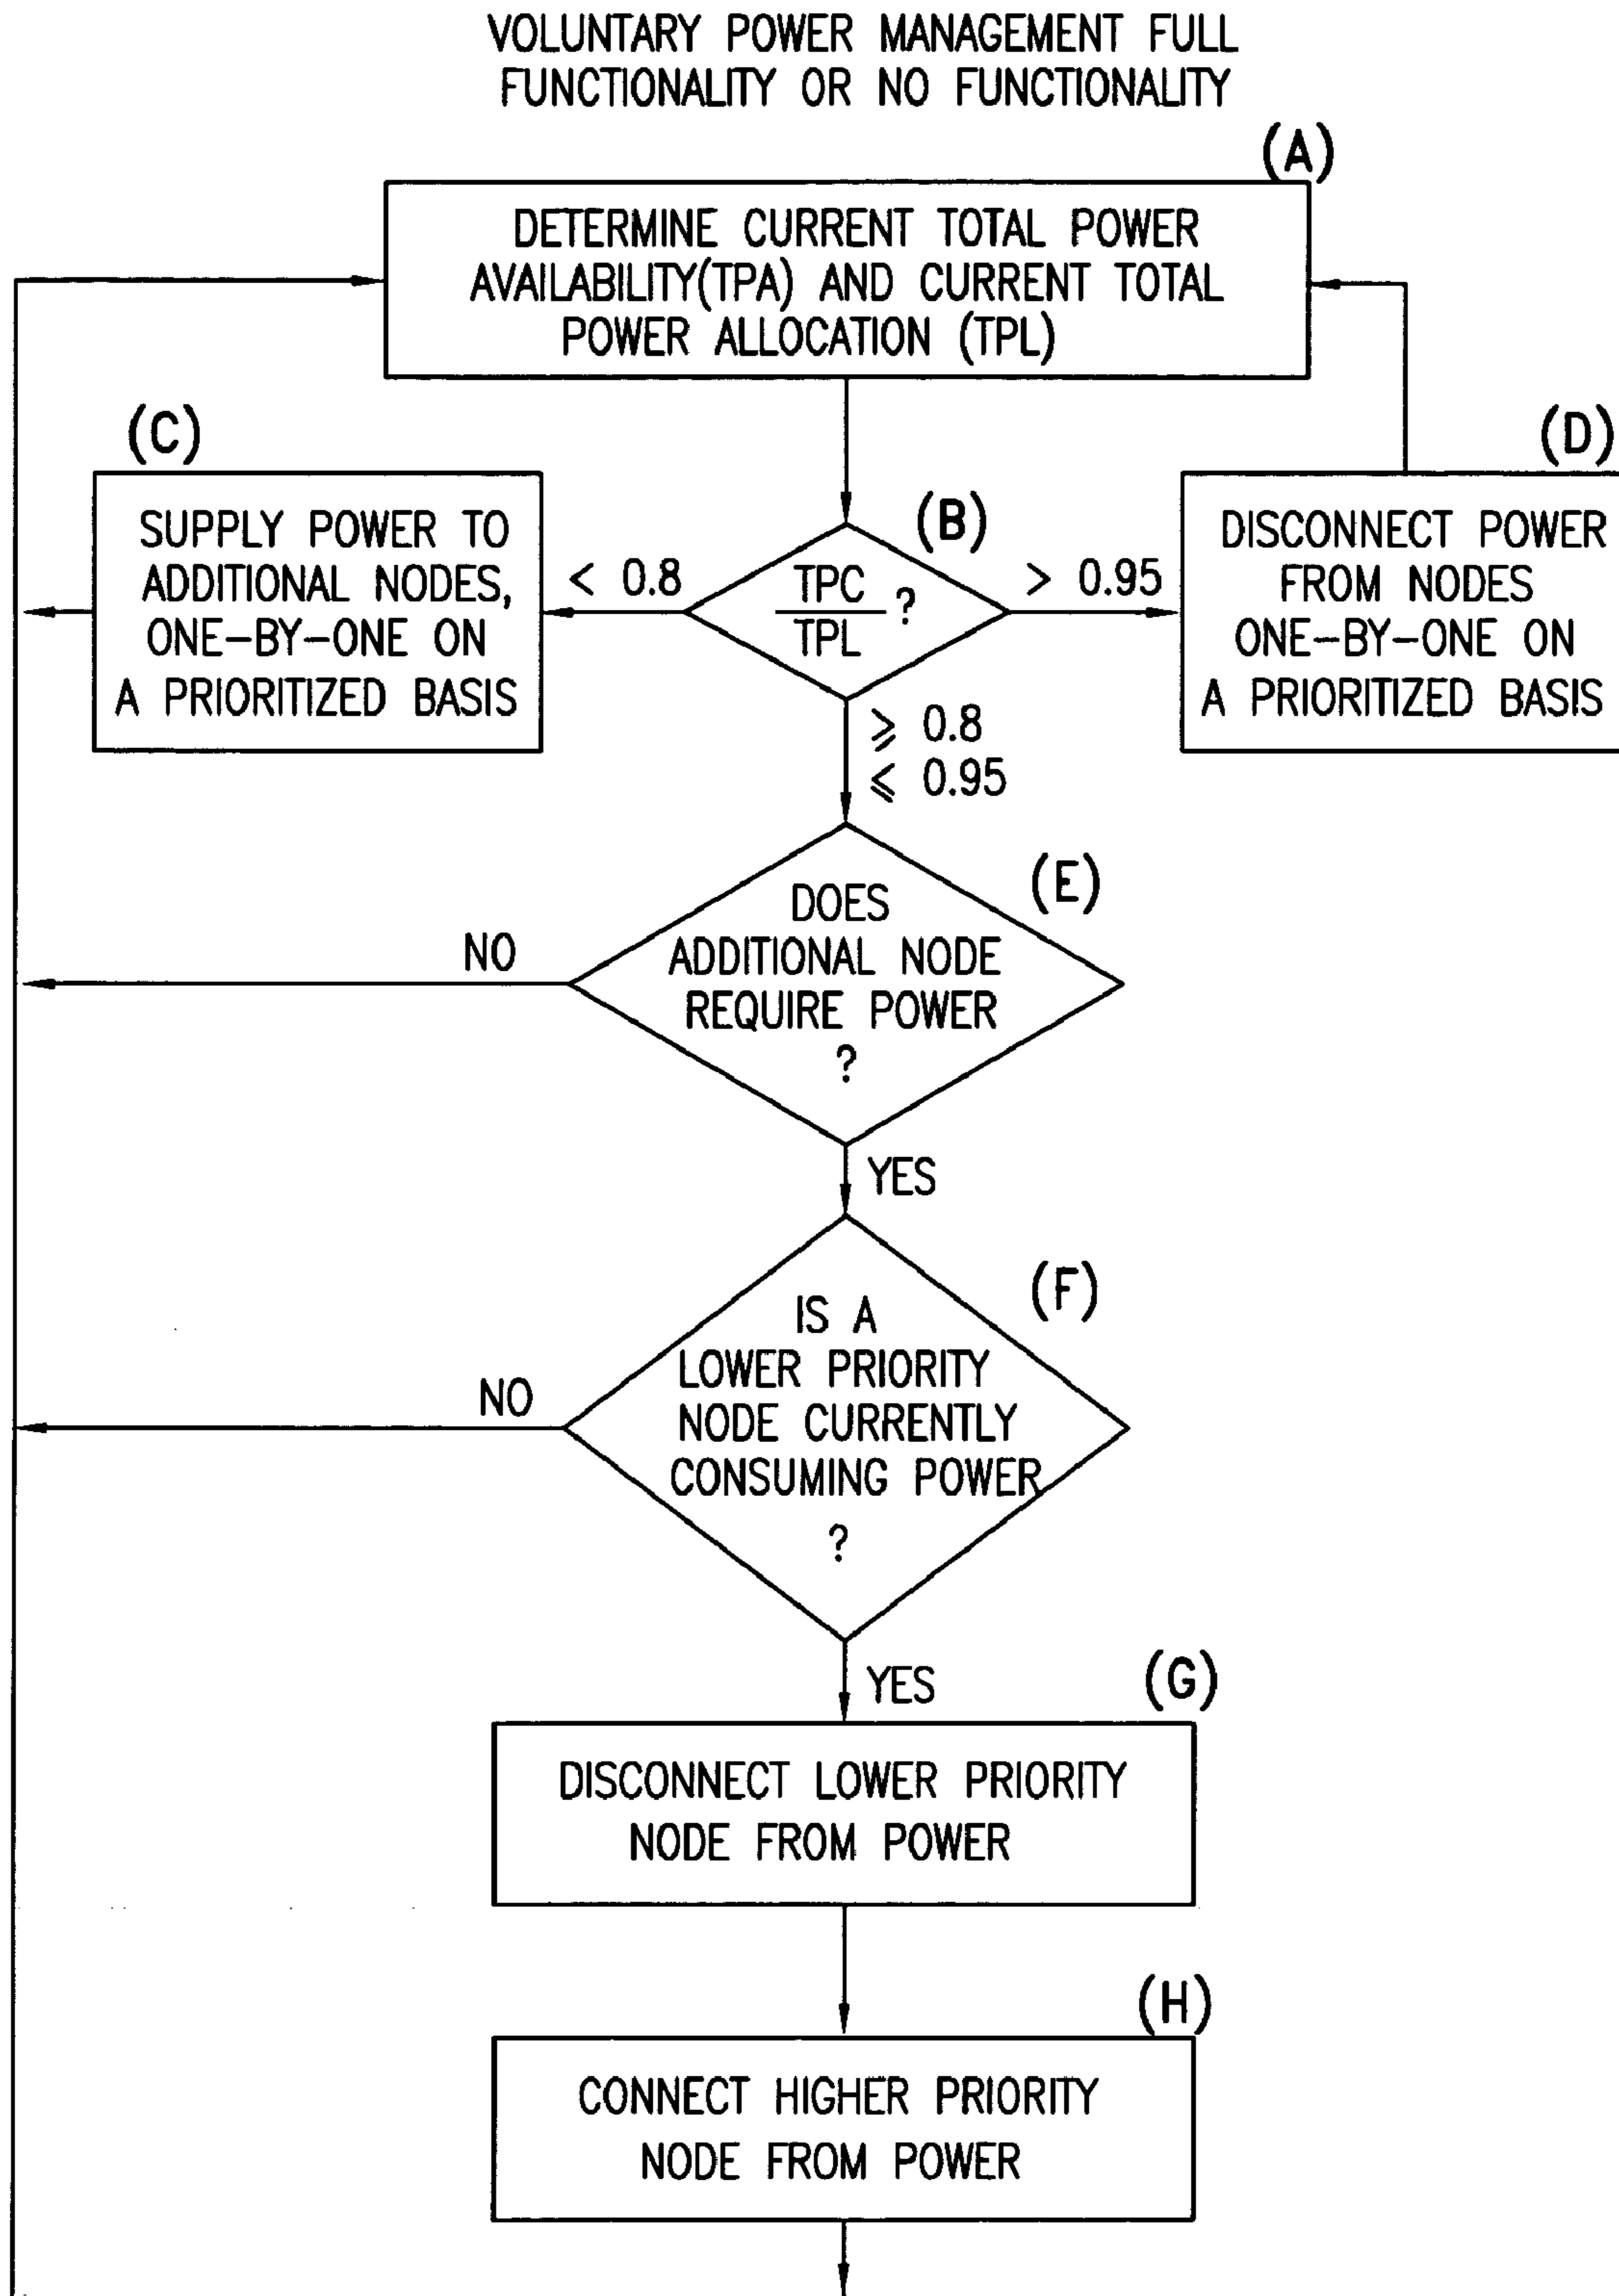 VOLUNTARY POWER MANAGEMENT FULL
FUNCTIONALITY OR NO FUNCTIONALITY
(A)
DETERMINE CURRENT TOTAL POWER
AVAILABILITY(TPA) AND CURRENT TOTAL
POWER ALLOCATION (TPL)
(C)
SUPPLY POWER TO
ADDITIONAL NODES,
ONE-BY-ONE ON
A PRIORITIZED BASIS
< 0.8
(B)
TPC
TPL
?
> 0.95
(D)
DISCONNECT POWER
FROM NODES
ONE-BY-ONE ON
A PRIORITIZED BASIS
⩾ 0.8
⩽ 0.95
(E)
DOES
ADDITIONAL NODE
REQUIRE POWER
?
NO
YES
(F)
IS A
LOWER PRIORITY
NODE CURRENTLY
CONSUMING POWER
?
NO
YES
(G)
DISCONNECT LOWER PRIORITY
NODE FROM POWER
(H)
CONNECT HIGHER PRIORITY
NODE FROM POWER